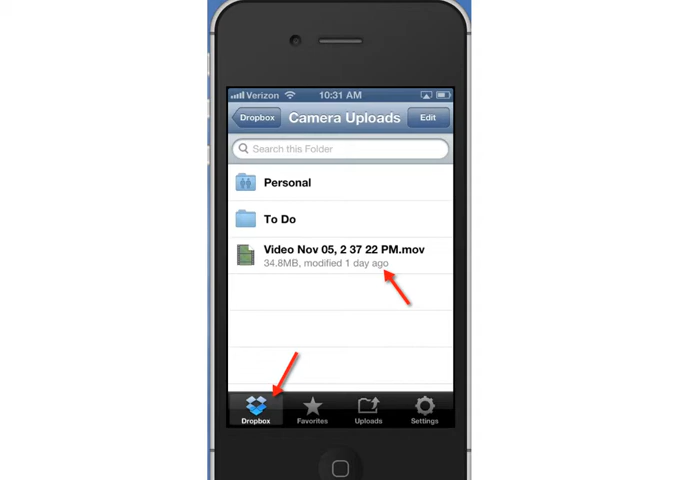 Verizon 10:31 AM
Dropbox Camera Uploads Edit
Search this Folder
Personal
To Do
Video Nov 05, 2 37 22 PM.mov
34.8MB, modified 1 day ago
Dropbox Favorites Uploads Settings